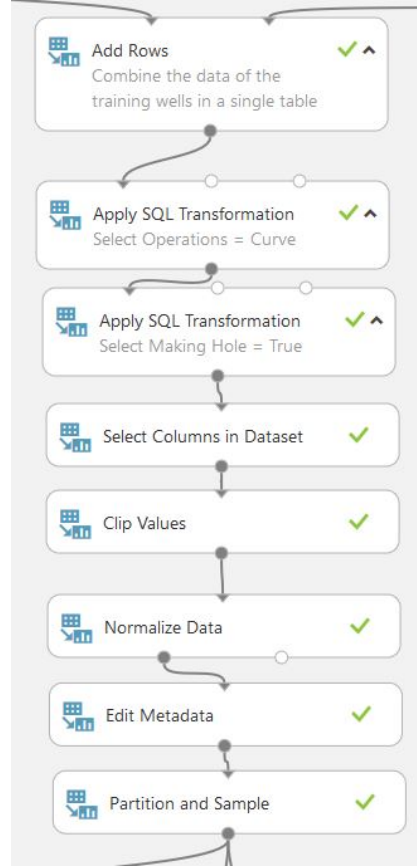 Add Rows
Combine the data of the
training wells in a single table
Apply SQL Transformation
Select Operations = Curve
Apply SQL Transformation
Select Making Hole = True
Select Columns in Dataset
Clip Values
Normalize Data
Edit Metadata
Partition and Sample